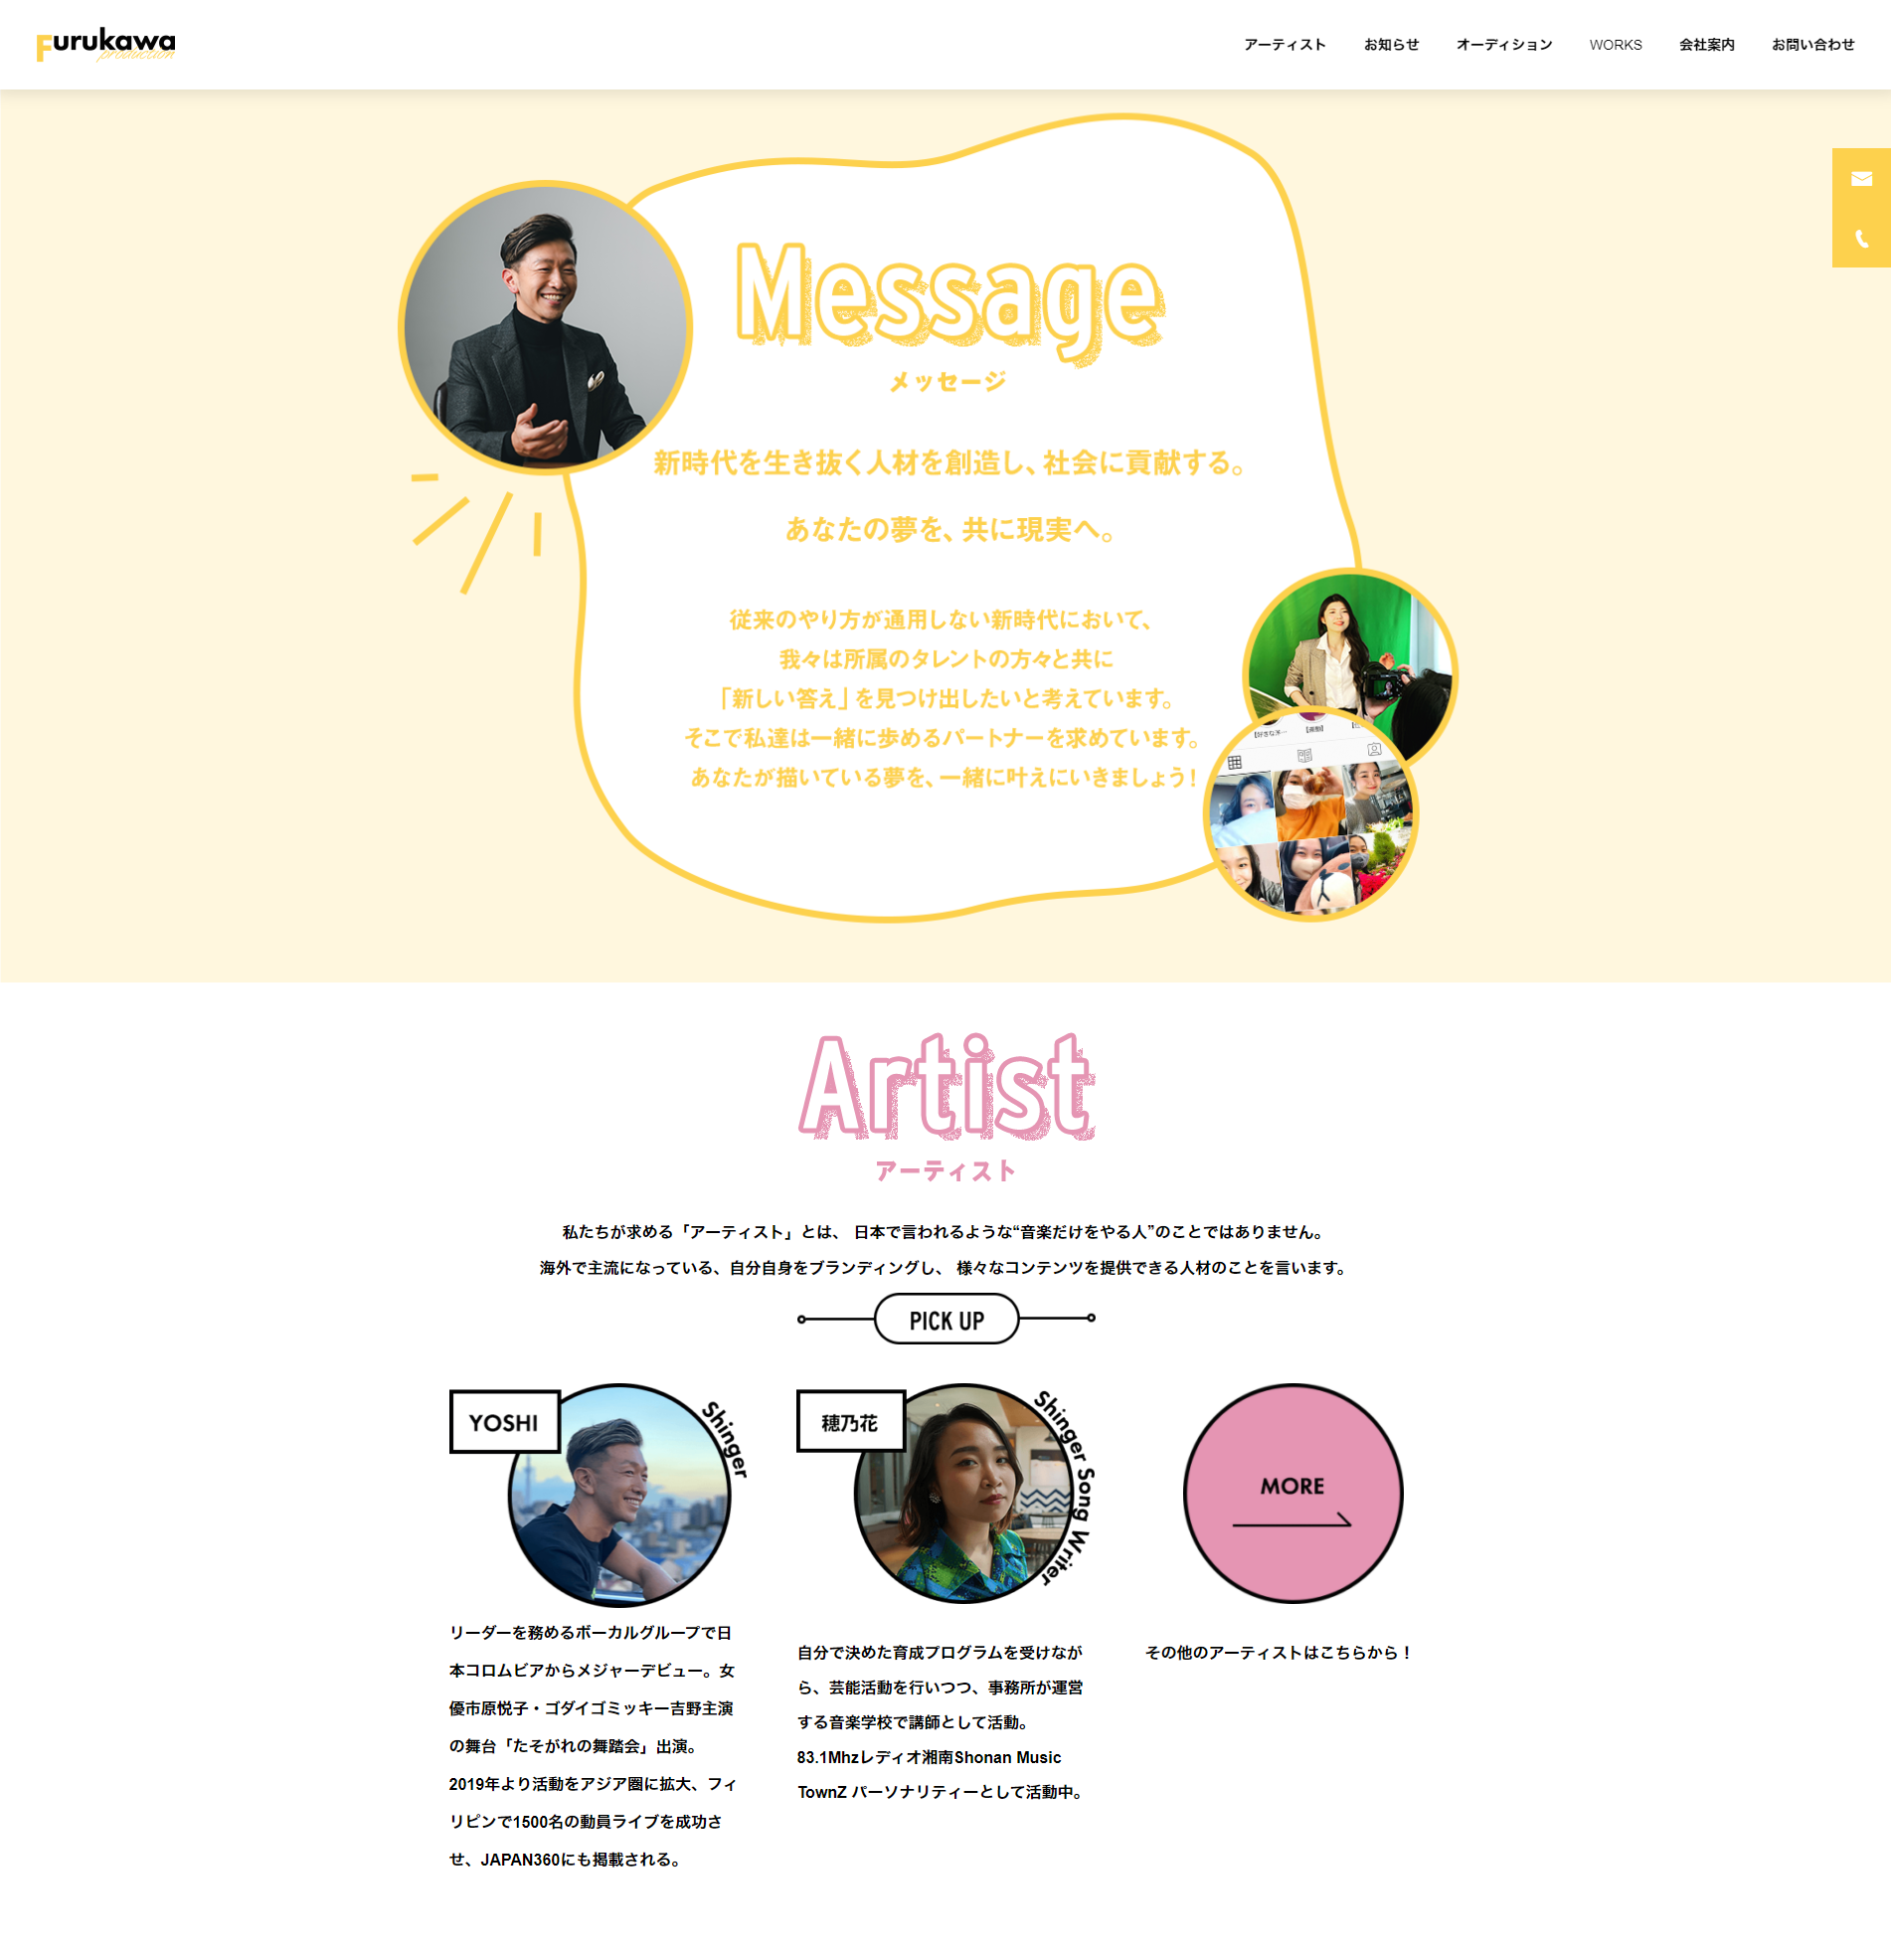 Furukawa
production
アーティスト
お知らせ
オーディション
WORKS
会社案内
お問い合わせ
Message
メッセージ
新時代を生き抜く人材を創造し、社会に貢献する。
あなたの夢を、共に現実へ。
従来のやり方が通用しない新時代において、
我々は所属のタレントの方々と共に
「新しい答え」を見つけ出したいと考えています。
そこで私達は一緒に歩めるパートナーを求めています。
あなたが描いている夢を、一緒に叶えにいきましょう！
Artist
アーティスト
私たちが求める「アーティスト」とは、 日本で言われるような“音楽だけをやる人”のことではありません。
海外で主流になっている、自分自身をブランディングし、 様々なコンテンツを提供できる人材のことを言います。
PICK UP
YOSHI
Shinger
リーダーを務めるボーカルグループで日
本コロムビアからメジャーデビュー。女
優市原悦子・ゴダイゴミッキー吉野主演
の舞台「たそがれの舞踏会」出演。
2019年より活動をアジア圏に拡大、フィ
リピンで1500名の動員ライブを成功さ
せ、JAPAN360にも掲載される。
穂乃花
Shinger Song Writer
自分で決めた育成プログラムを受けなが
ら、芸能活動を行いつつ、事務所が運営
する音楽学校で講師として活動。
83.1Mhzレディオ湘南Shonan Music
TownZ パーソナリティーとして活動中。
MORE
その他のアーティストはこちらから！